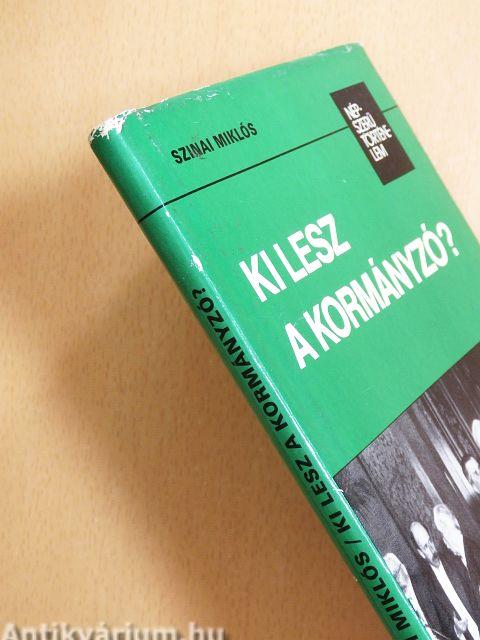 SZINAI MIKLÓS
NÉP-
SZERŰ
TÖRTÉNE-
LEM
KI LESZ
A KORMÁNYZÓ?
MIKLÓS / KI LESZ A KORMÁNYZÓ?
Antikvárium.hu